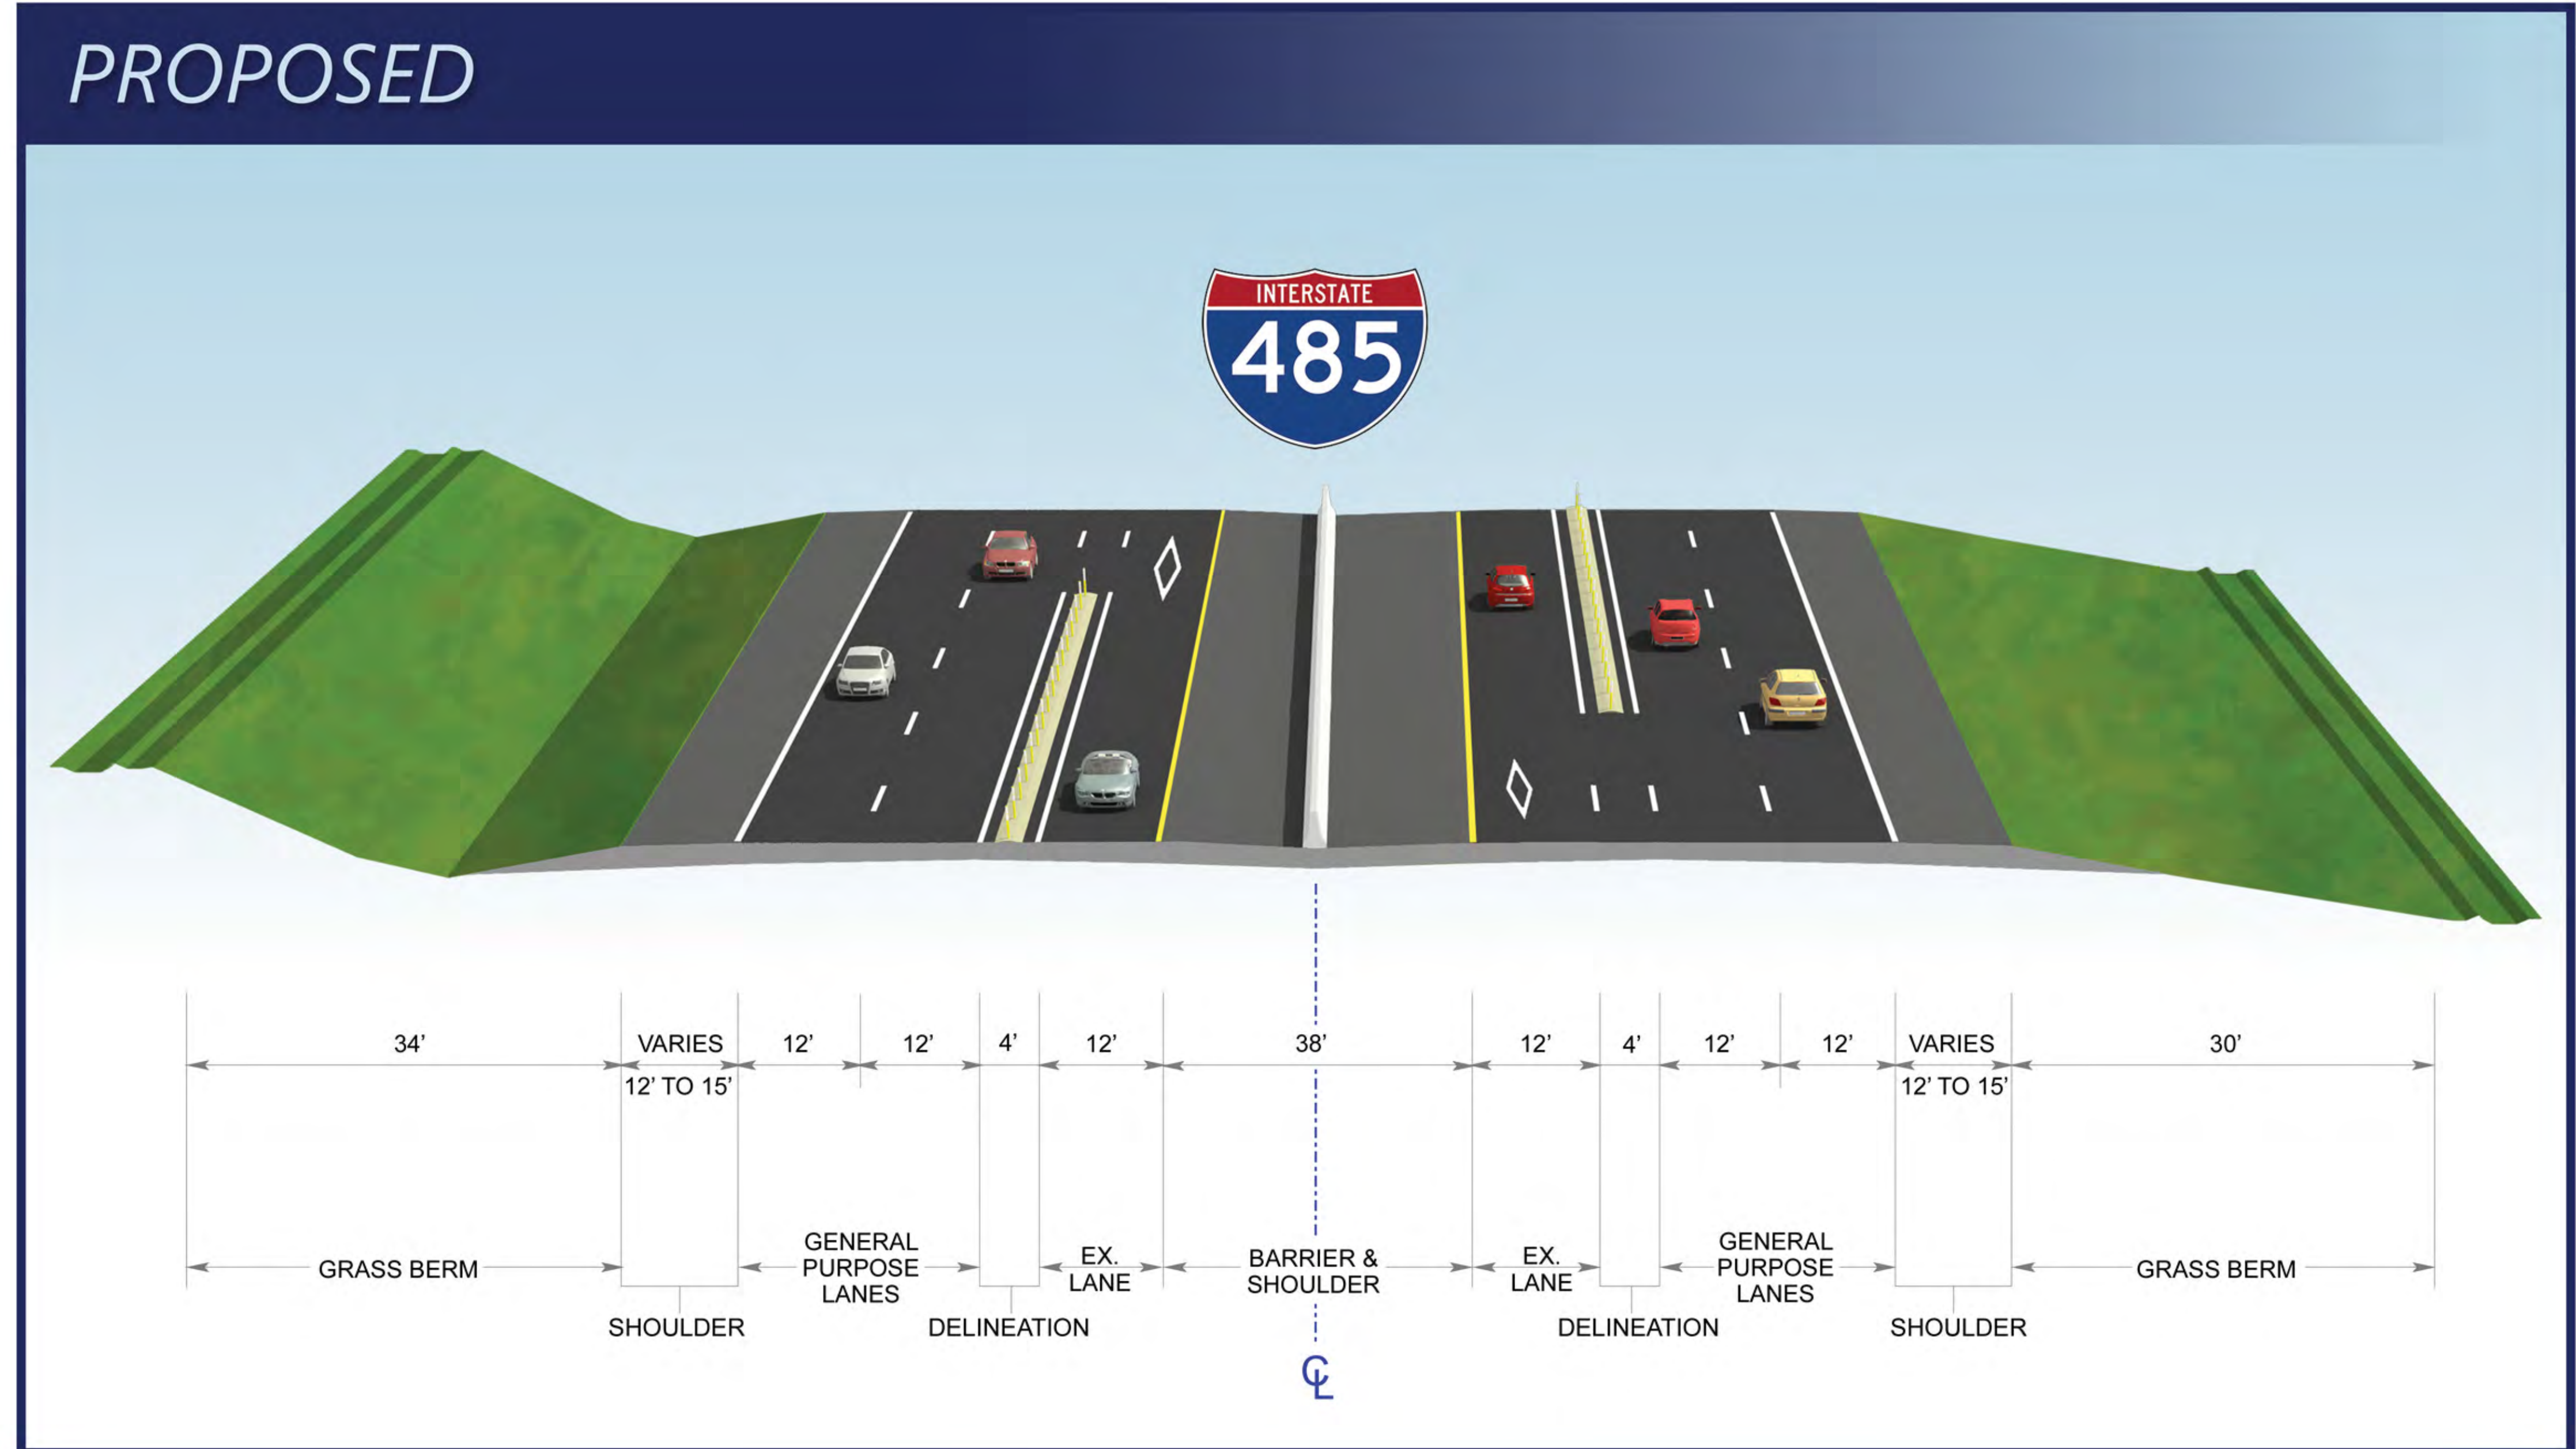 PROPOSED
INTERSTATE
485
34’
VARIES
12’ TO 15’
12’
12’
4’
12’
38’
12’
4’
12’
12’
VARIES
12’ TO 15’
30’
GRASS BERM
SHOULDER
GENERAL
PURPOSE
LANES
DELINEATION
EX.
LANE
BARRIER &
SHOULDER
EX.
LANE
DELINEATION
GENERAL
PURPOSE
LANES
SHOULDER
GRASS BERM
CL